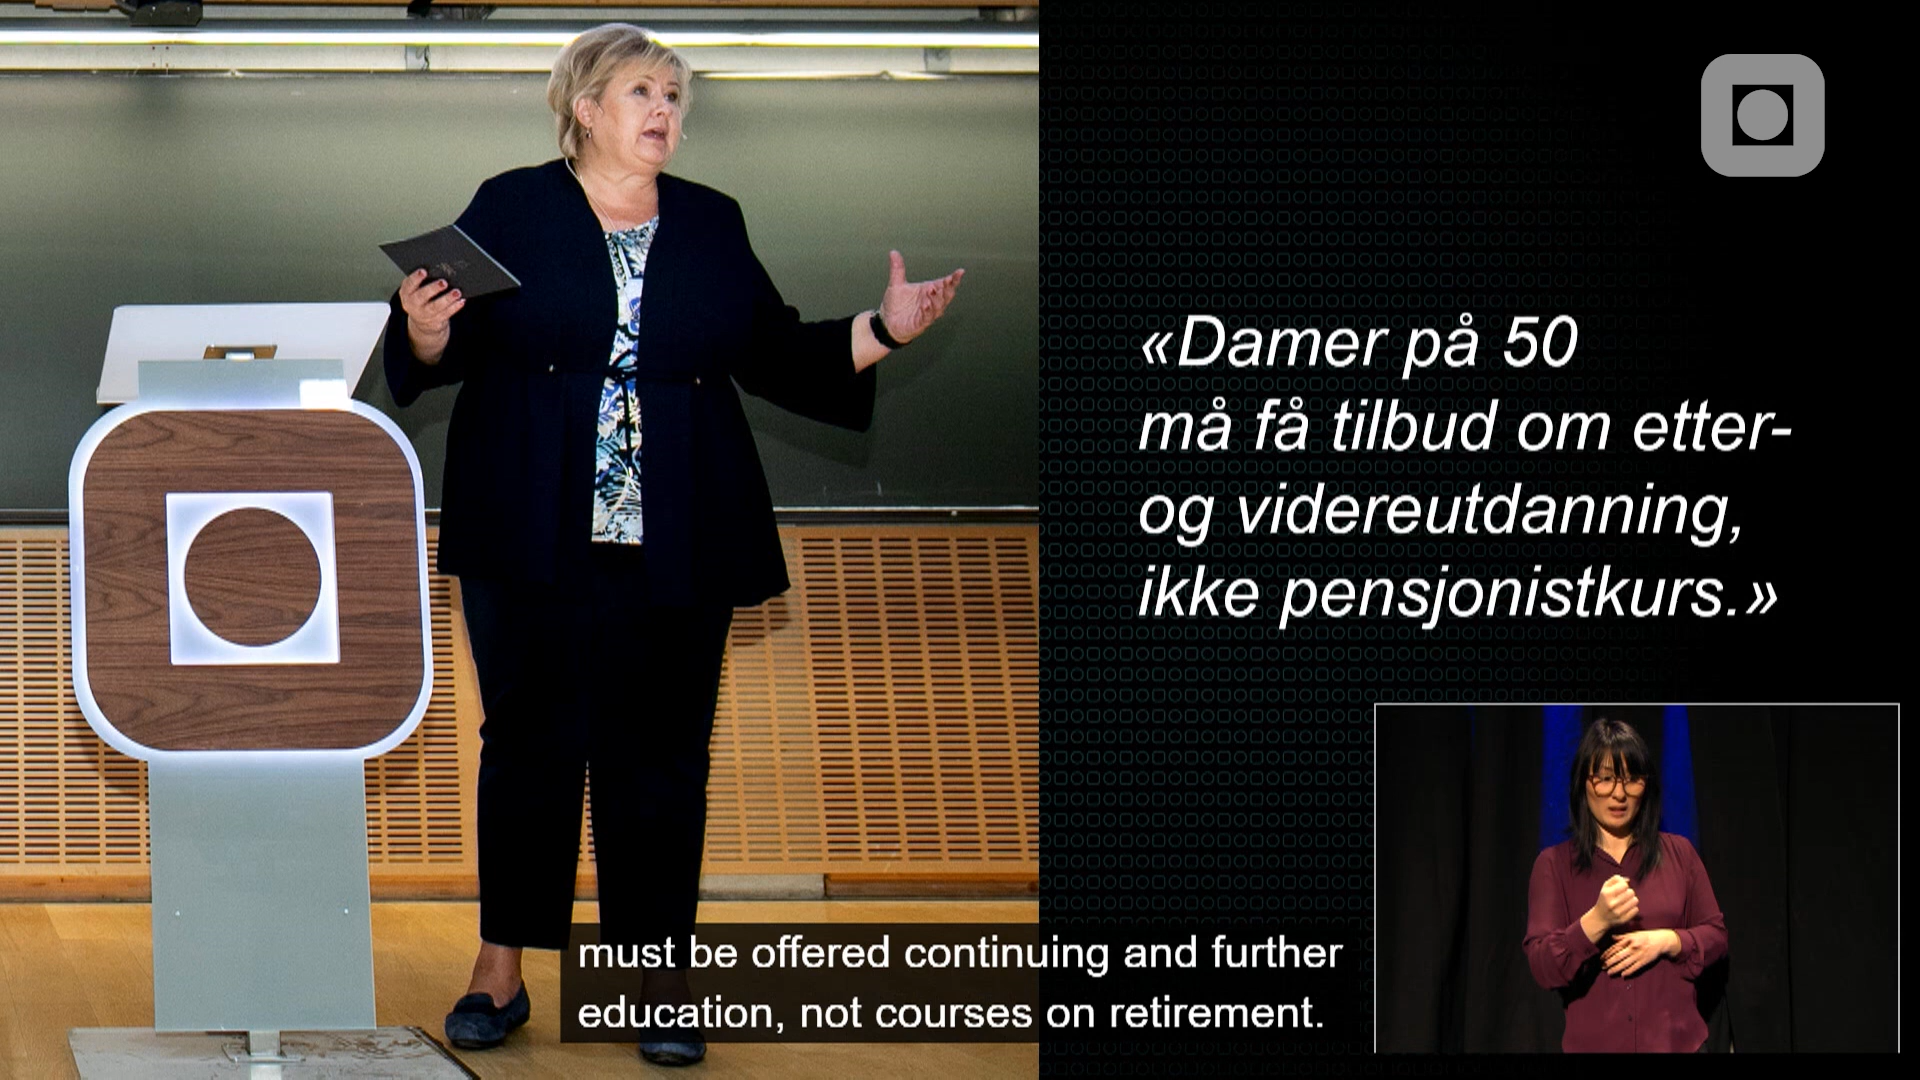 «Damer på 50
må få tilbud om etter-
og videreutdanning,
ikke pensjonistkurs.»
must be offered continuing and further
education, not courses on retirement.